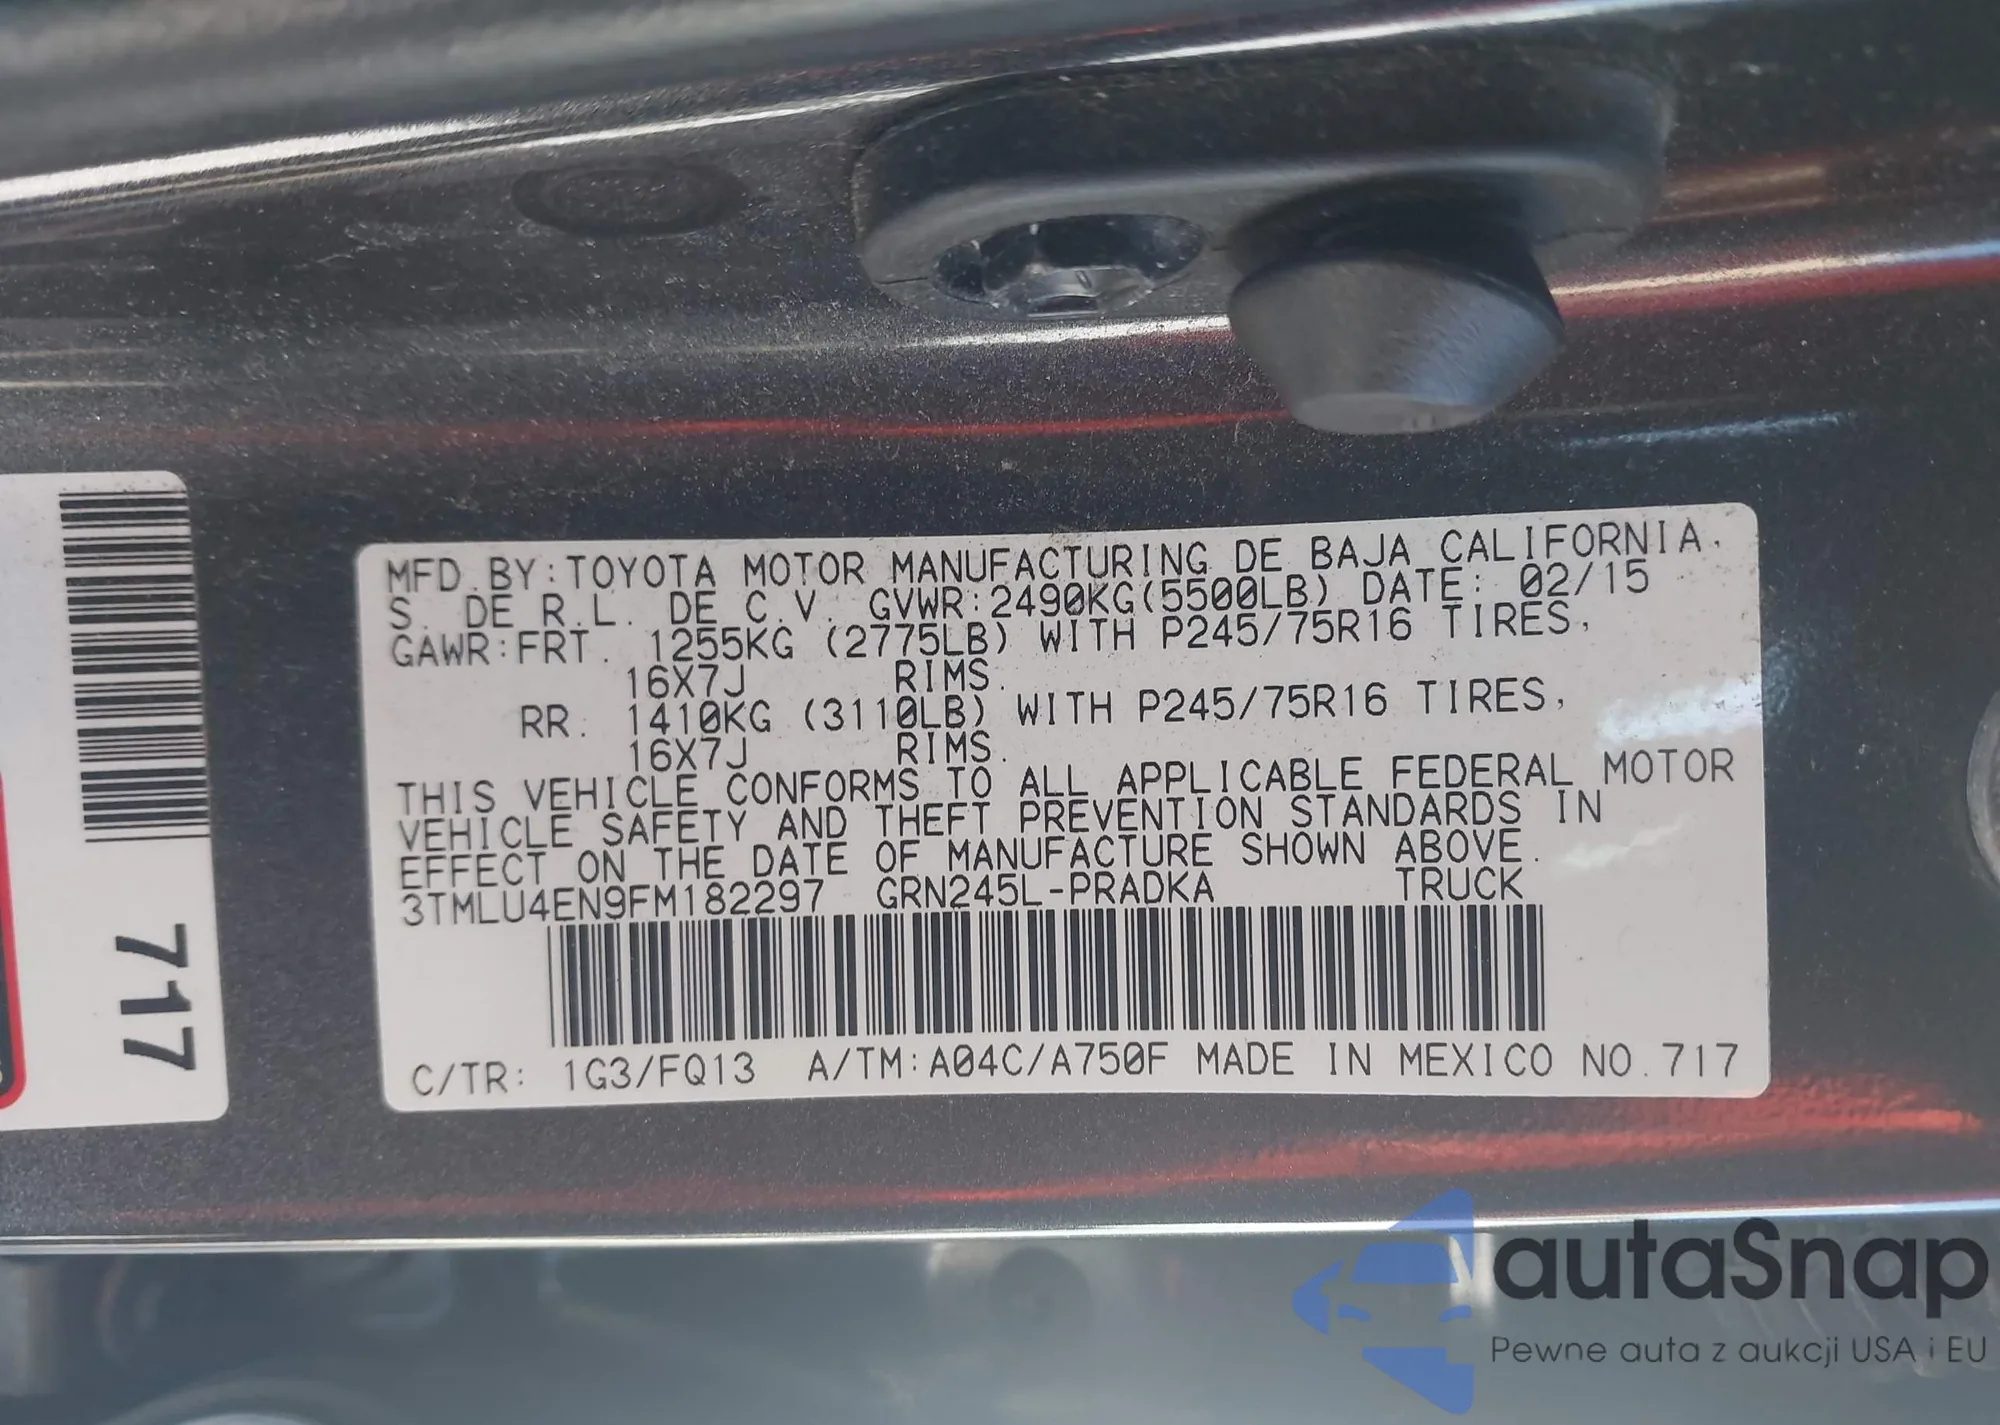 MFD. BY: TOYOTA MOTOR MANUFACTURING DE BAJA CALIFORNIA.
S. DE R.L. DE C.V. GVWR: 2490KG(5500LB) DATE: 02/15
GAWR: FRT. 1255KG (2775LB) WITH P245/75R16 TIRES,
16X7J RIMS.
RR. 1410KG (3110LB) WITH P245/75R16 TIRES,
16X7J RIMS.
THIS VEHICLE CONFORMS TO ALL APPLICABLE FEDERAL MOTOR
VEHICLE SAFETY AND THEFT PREVENTION STANDARDS IN
EFFECT ON THE DATE OF MANUFACTURE SHOWN ABOVE.
3TMLU4EN9FM182297 GRN245L-PRADKA TRUCK
C/TR: 1G3/FQ13 A/TM: A04C/A750F MADE IN MEXICO NO. 717
717
autaSnap
Pewne auta z aukcji USA i EU